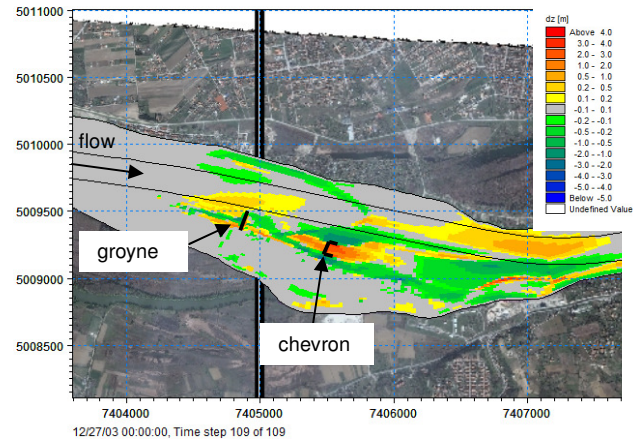 5011000
5010500
5010000
5009500
5009000
5008500
7404000 7405000 7406000 7407000
12/27/03 00:00:00, Time step 109 of 109
flow
groyne
chevron
dz [m]
Above 4.0
3.0 - 4.0
2.0 - 3.0
1.0 - 2.0
0.5 - 1.0
0.2 - 0.5
0.1 - 0.2
-0.1 - 0.1
-0.2 - -0.1
-0.5 - -0.2
-1.0 - -0.5
-2.0 - -1.0
-3.0 - -2.0
-4.0 - -3.0
-5.0 - -4.0
Below -5.0
Undefined Value